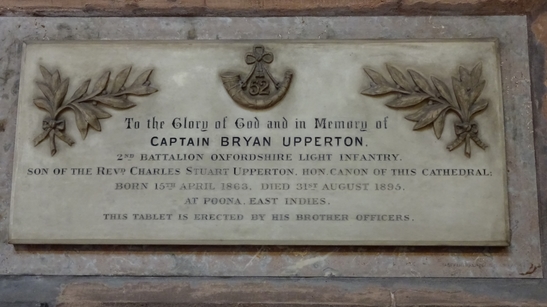 52
To the Glory of God and in Memory of
CAPTAIN BRYAN UPPERTON.
2ND BATTALION OXFORDSHIRE LIGHT INFANTRY.
SON OF THE REVD CHARLES STUART UPPERTON, HON CANON OF THIS CATHEDRAL:
BORN 15TH APRIL 1863. DIED 31ST AUGUST 1895.
AT POONA, EAST INDIES.
THIS TABLET IS ERECTED BY HIS BROTHER OFFICERS.